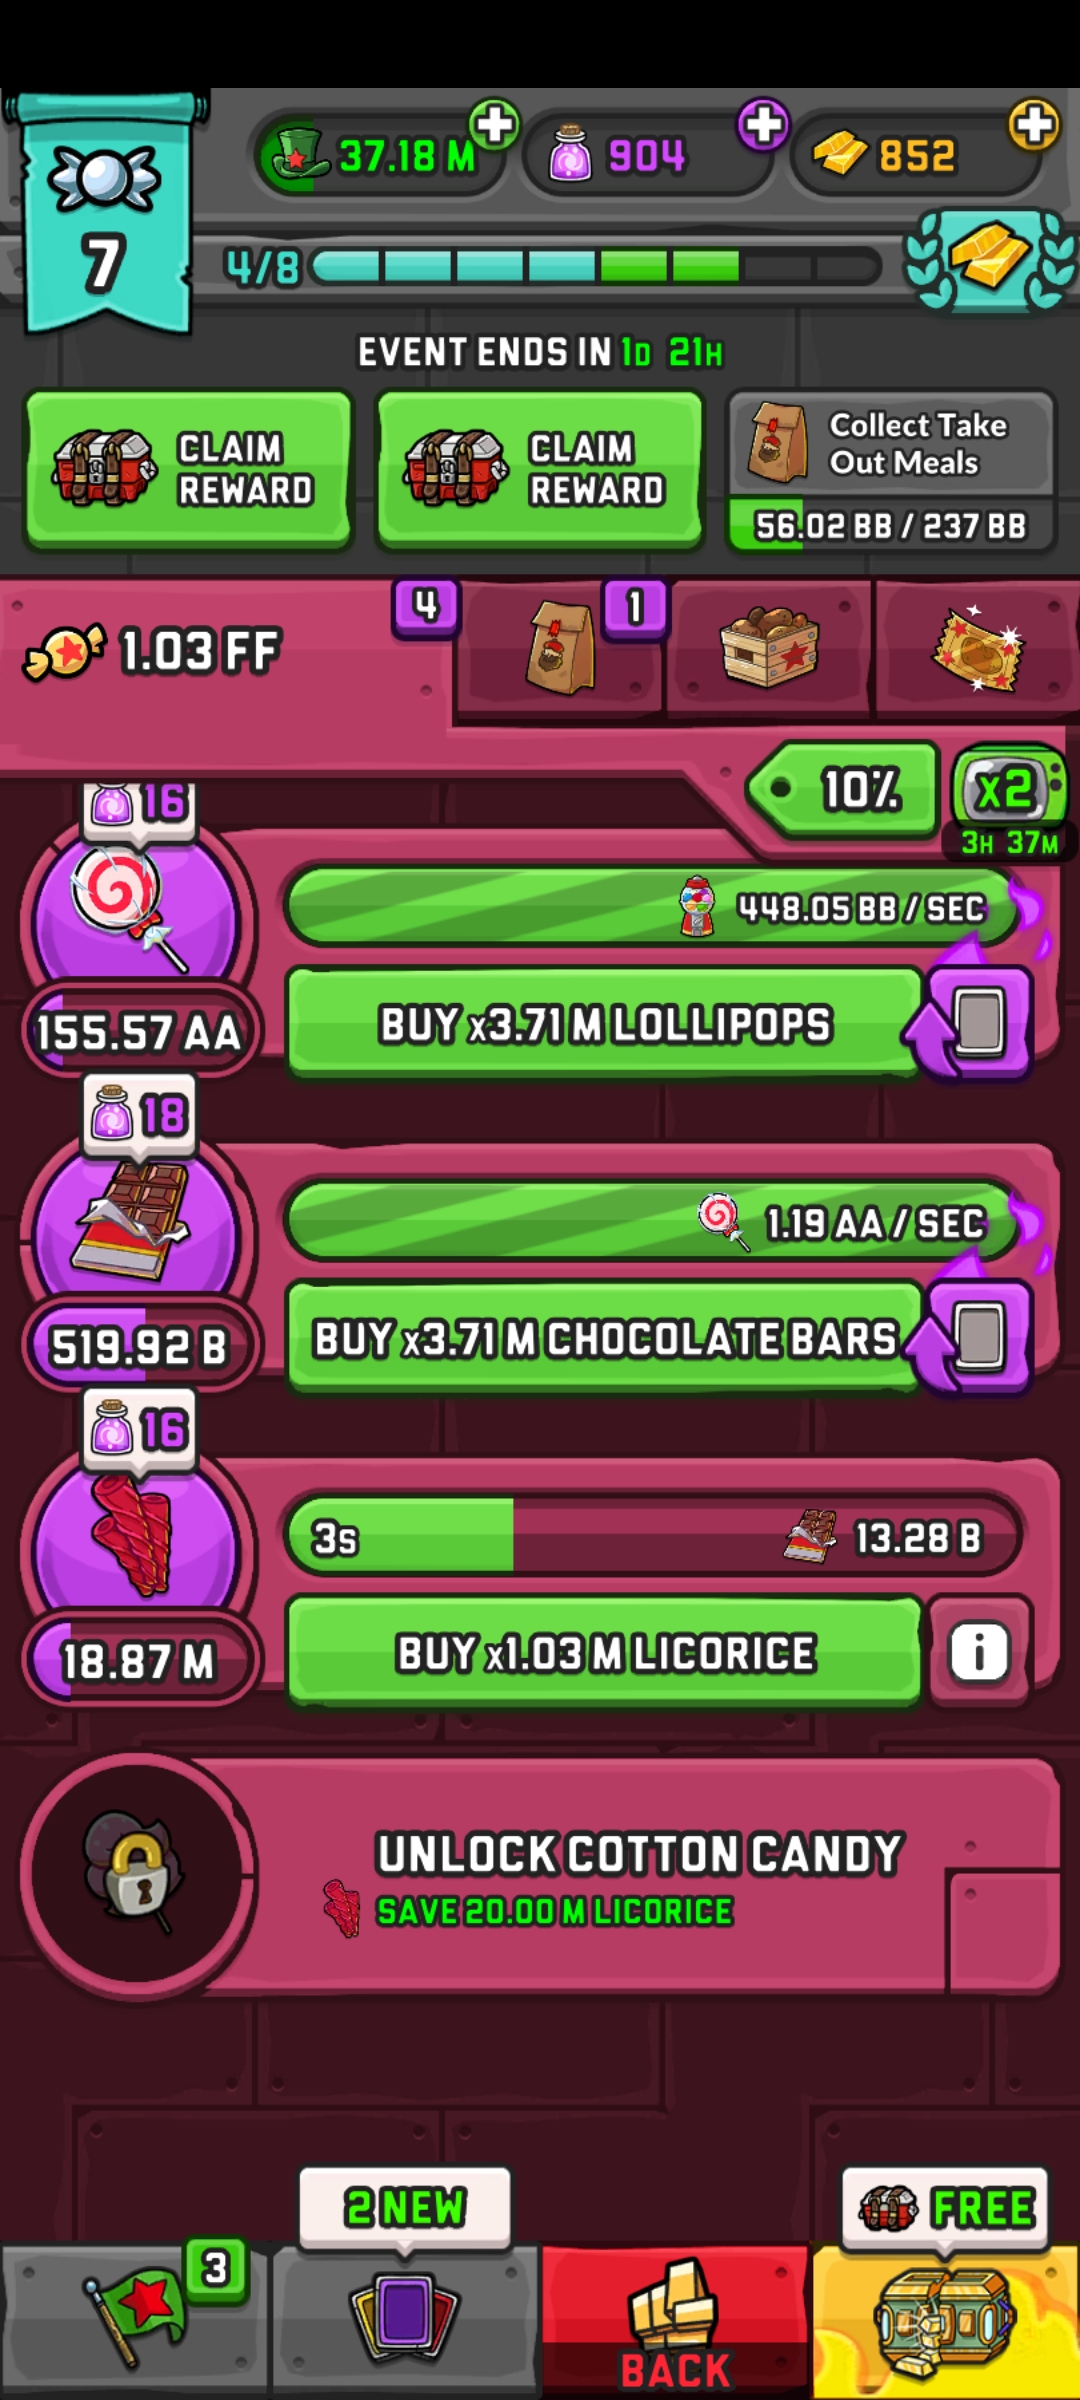 37.18 M
904
852
7
4/8
EVENT ENDS IN 1D 21H
CLAIM
REWARD
CLAIM
REWARD
Collect Take
Out Meals
56.02 BB / 237 BB
1.03 FF
4
1
10%
x2
3H 37M
16
448.05 BB / SEC
155.57 AA
BUY x3.71 M LOLLIPOPS
18
1.19 AA / SEC
519.92 B
BUY x3.71 M CHOCOLATE BARS
16
3s
13.28 B
18.87 M
BUY x1.03 M LICORICE
i
UNLOCK COTTON CANDY
SAVE 20.00 M LICORICE
2 NEW
FREE
3
BACK